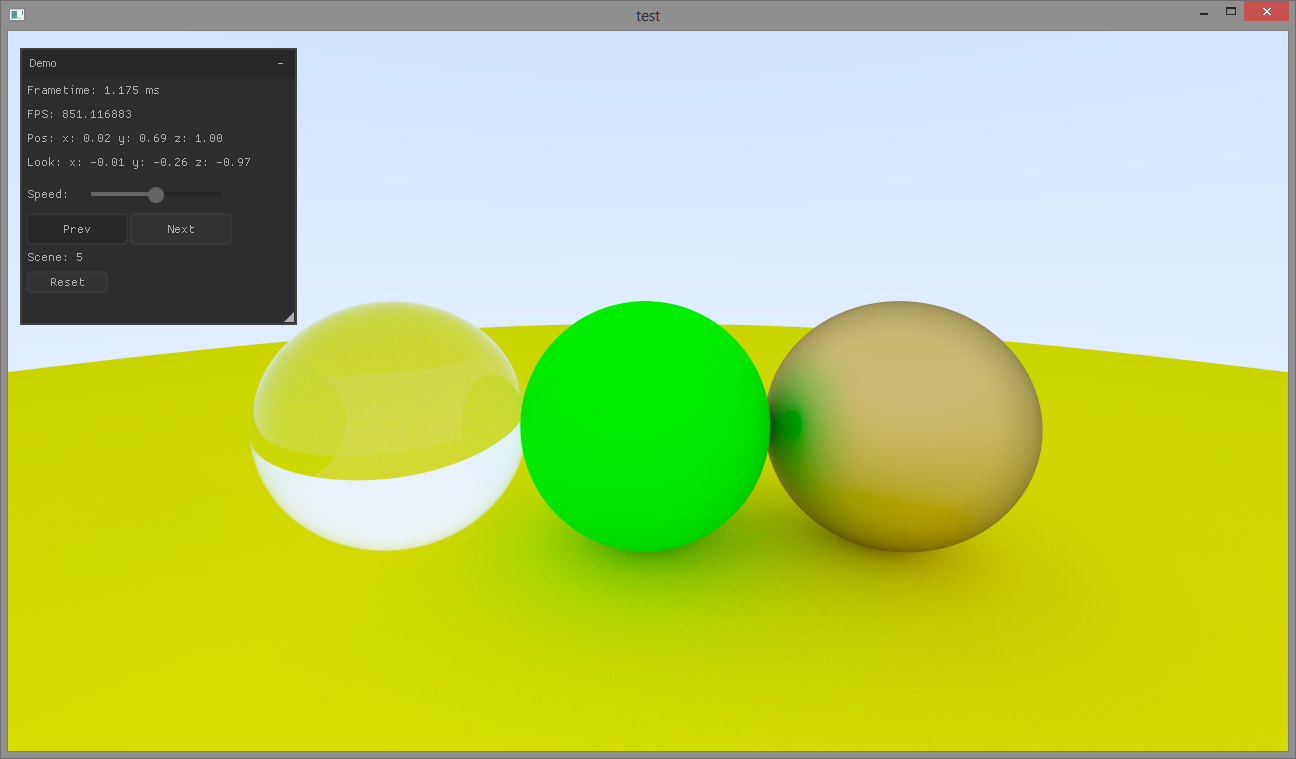 test
Demo
Frametime: 1.175 ms
FPS: 851.116883
Pos: x: 0.02 y: 0.69 z: 1.00
Look: x: -0.01 y: -0.26 z: -0.97
Speed:
Prev Next
Scene: 5
Reset